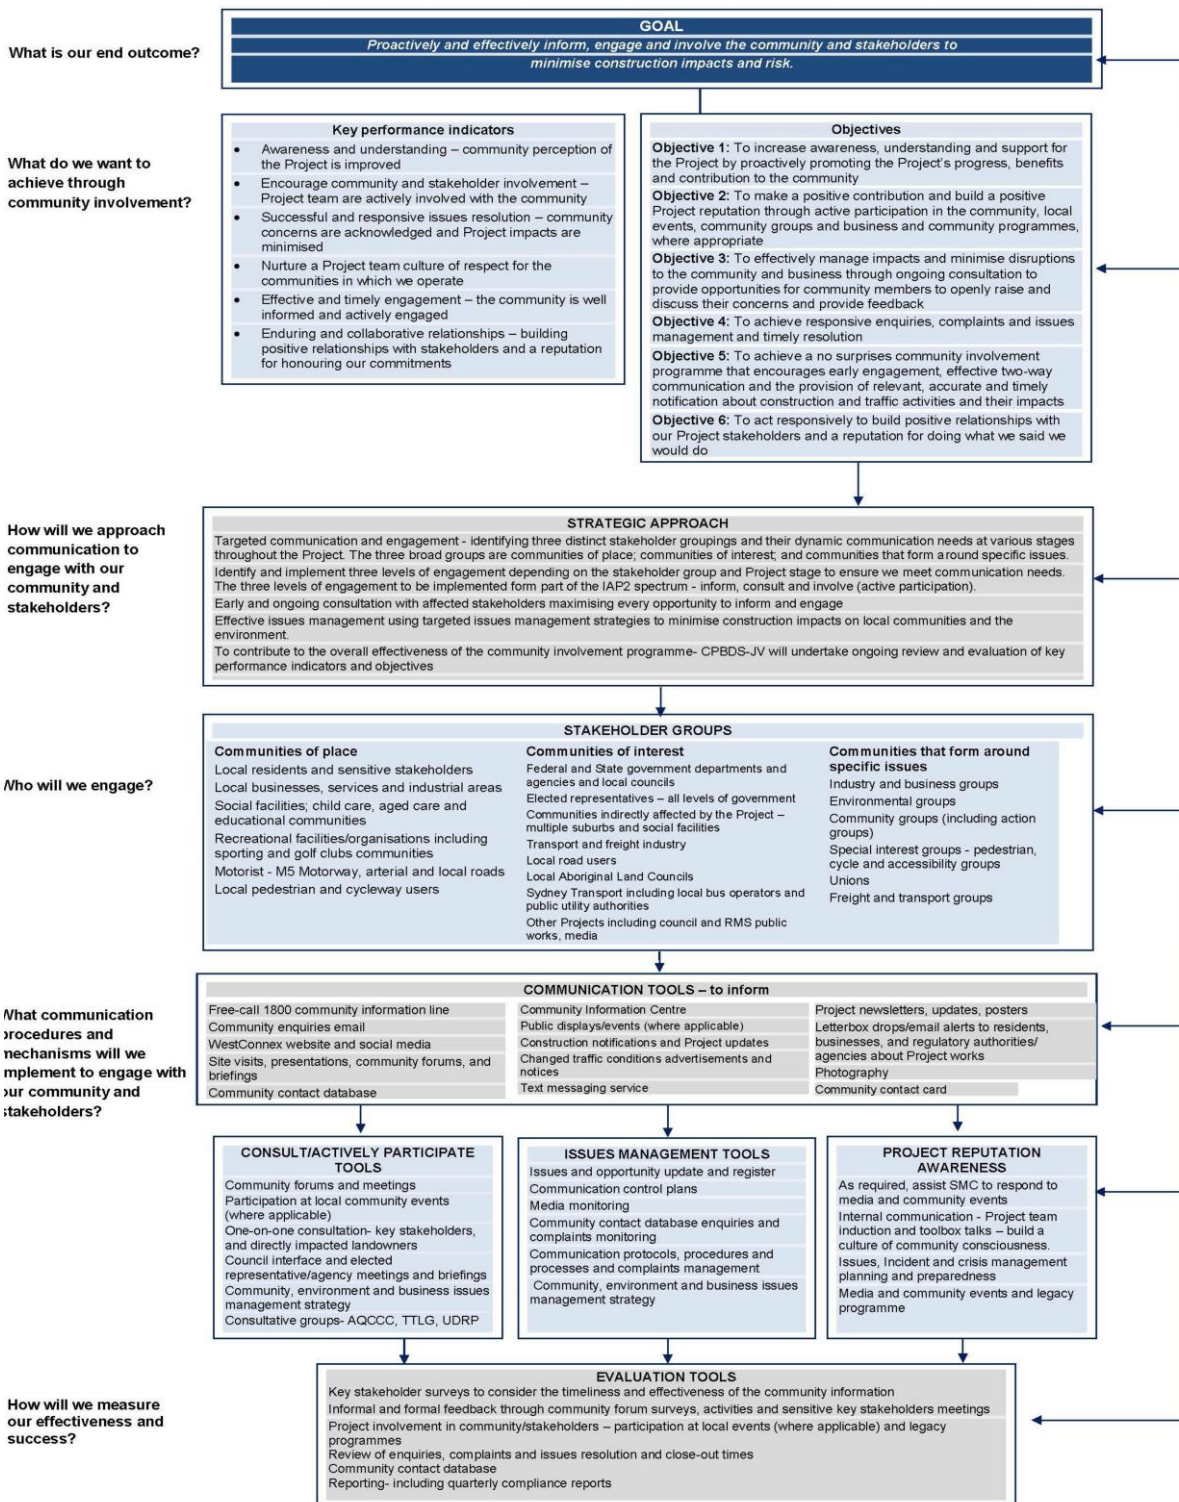 What is our end outcome?
GOAL
Proactively and effectively inform, engage and involve the community and stakeholders to
minimise construction impacts and risk.
What do we want to
achieve through
community involvement?
Key performance indicators
• Awareness and understanding – community perception of
the Project is improved
• Encourage community and stakeholder involvement –
Project team are actively involved with the community
• Successful and responsive issues resolution – community
concerns are acknowledged and Project impacts are
minimised
• Nurture a Project team culture of respect for the
communities in which we operate
• Effective and timely engagement – the community is well
informed and actively engaged
• Enduring and collaborative relationships – building
positive relationships with stakeholders and a reputation
for honouring our commitments
Objectives
Objective 1: To increase awareness, understanding and support for
the Project by proactively promoting the Project's progress, benefits
and contribution to the community
Objective 2: To make a positive contribution and build a positive
Project reputation through active participation in the community, local
events, community groups and business and community programmes,
where appropriate
Objective 3: To effectively manage impacts and minimise disruptions
to the community and business through ongoing consultation to
provide opportunities for community members to openly raise and
discuss their concerns and provide feedback
Objective 4: To achieve responsive enquiries, complaints and issues
management and timely resolution
Objective 5: To achieve a no surprises community involvement
programme that encourages early engagement, effective two-way
communication and the provision of relevant, accurate and timely
notification about construction and traffic activities and their impacts
Objective 6: To act responsively to build positive relationships with
our Project stakeholders and a reputation for doing what we said we
would do
How will we approach
communication to
engage with our
community and
stakeholders?
STRATEGIC APPROACH
Targeted communication and engagement - identifying three distinct stakeholder groupings and their dynamic communication needs at various stages
throughout the Project. The three broad groups are communities of place; communities of interest; and communities that form around specific issues.
Identify and implement three levels of engagement depending on the stakeholder group and Project stage to ensure we meet communication needs.
The three levels of engagement to be implemented form part of the IAP2 spectrum - inform, consult and involve (active participation).
Early and ongoing consultation with affected stakeholders maximising every opportunity to inform and engage
Effective issues management using targeted issues management strategies to minimise construction impacts on local communities and the
environment.
To contribute to the overall effectiveness of the community involvement programme- CPBDS-JV will undertake ongoing review and evaluation of key
performance indicators and objectives
Who will we engage?
STAKEHOLDER GROUPS
Communities of place
Local residents and sensitive stakeholders
Local businesses, services and industrial areas
Social facilities; child care, aged care and
educational communities
Recreational facilities/organisations including
sporting and golf clubs communities
Motorist - M5 Motorway, arterial and local roads
Local pedestrian and cycleway users
Communities of interest
Federal and State government departments and
agencies and local councils
Elected representatives – all levels of government
Communities indirectly affected by the Project –
multiple suburbs and social facilities
Transport and freight industry
Local road users
Local Aboriginal Land Councils
Sydney Transport including local bus operators and
public utility authorities
Other Projects including council and RMS public
works, media
Communities that form around
specific issues
Industry and business groups
Environmental groups
Community groups (including action
groups)
Special interest groups - pedestrian,
cycle and accessibility groups
Unions
Freight and transport groups
What communication
procedures and
mechanisms will we
mplement to engage with
our community and
stakeholders?
COMMUNICATION TOOLS – to inform
Free-call 1800 community information line
Community enquiries email
WestConnex website and social media
Site visits, presentations, community forums, and
briefings
Community contact database
Community Information Centre
Public displays/events (where applicable)
Construction notifications and Project updates
Changed traffic conditions advertisements and
notices
Text messaging service
Project newsletters, updates, posters
Letterbox drops/email alerts to residents,
businesses, and regulatory authorities/
agencies about Project works
Photography
Community contact card
CONSULT/ACTIVELY PARTICIPATE
TOOLS
Community forums and meetings
Participation at local community events
(where applicable)
One-on-one consultation- key stakeholders,
and directly impacted landowners
Council interface and elected
representative/agency meetings and briefings
Community, environment and business issues
management strategy
Consultative groups- AQCCC, TTLG, UDRP
ISSUES MANAGEMENT TOOLS
Issues and opportunity update and register
Communication control plans
Media monitoring
Community contact database enquiries and
complaints monitoring
Communication protocols, procedures and
processes and complaints management
Community, environment and business issues
management strategy
PROJECT REPUTATION
AWARENESS
As required, assist SMC to respond to
media and community events
Internal communication - Project team
induction and toolbox talks – build a
culture of community consciousness.
Issues, Incident and crisis management
planning and preparedness
Media and community events and legacy
programme
How will we measure
our effectiveness and
success?
EVALUATION TOOLS
Key stakeholder surveys to consider the timeliness and effectiveness of the community information
Informal and formal feedback through community forum surveys, activities and sensitive key stakeholders meetings
Project involvement in community/stakeholders – participation at local events (where applicable) and legacy
programmes
Review of enquiries, complaints and issues resolution and close-out times
Community contact database
Reporting- including quarterly compliance reports